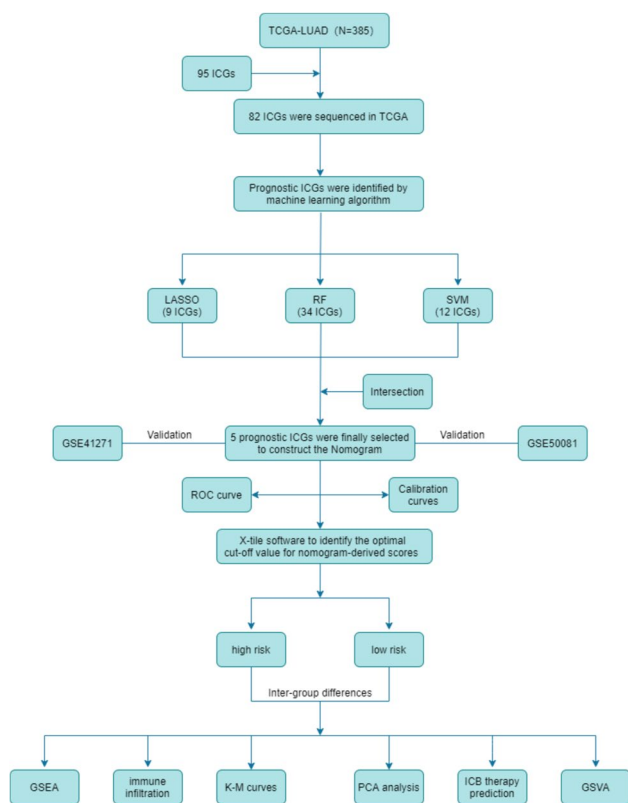 TCGA-LUAD（N=385）
95 ICGs
82 ICGs were sequenced in TCGA
Prognostic ICGs were identified by
machine learning algorithm
LASSO
(9 ICGs)
RF
(34 ICGs)
SVM
(12 ICGs)
Intersection
GSE41271
Validation
5 prognostic ICGs were finally selected
to construct the Nomogram
Validation
GSE50081
ROC curve
Calibration
curves
X-tile software to identify the optimal
cut-off value for nomogram-derived scores
high risk
low risk
Inter-group differences
GSEA
immune
infiltration
K-M curves
PCA analysis
ICB therapy
prediction
GSVA